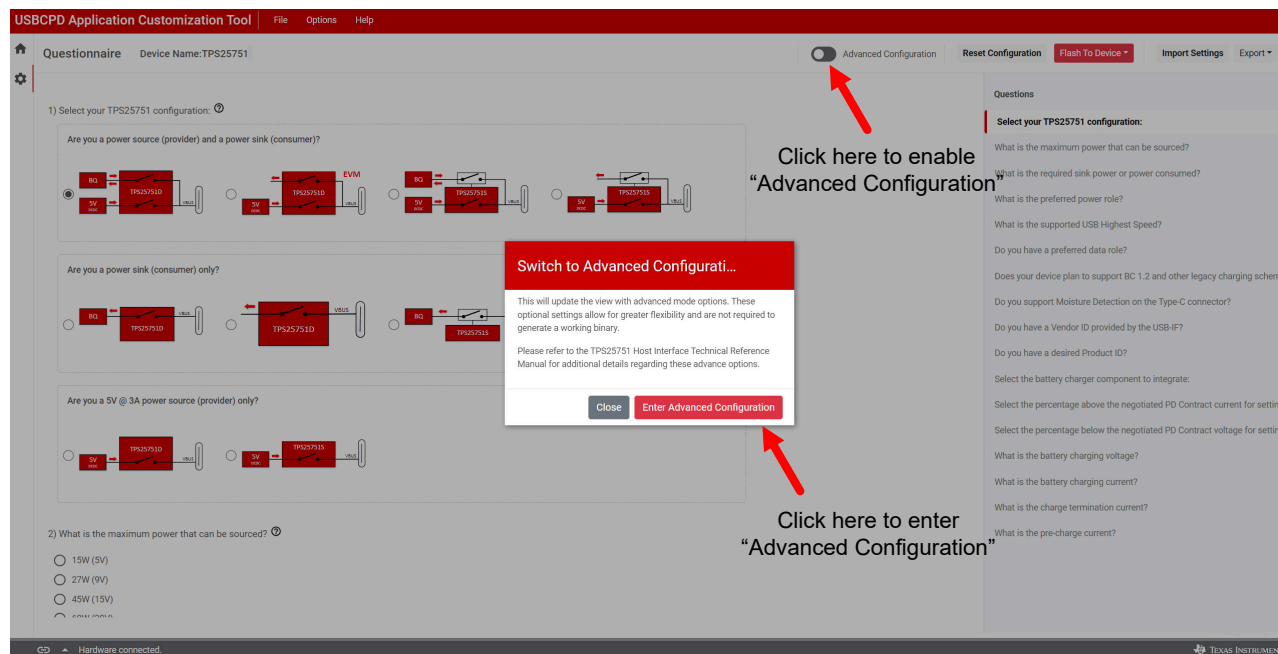 USBCPD Application Customization Tool File Options Help
Questionnaire Device Name:TPS25751 Advanced Configuration Reset Configuration Flash To Device Import Settings Export
1) Select your TPS25751 configuration:
Are you a power source (provider) and a power sink (consumer)?
BQ TPS25751D 5V DCDC VBUS
EVM TPS25751D 5V DCDC VBUS
BQ TPS25751S 5V DCDC VBUS
TPS25751S 5V DCDC VBUS
Are you a power sink (consumer) only?
BQ TPS25751D VBUS
TPS25751D VBUS
BQ TPS25751S
Are you a 5V @ 3A power source (provider) only?
TPS25751D 5V DCDC VBUS
TPS25751S 5V DCDC VBUS
2) What is the maximum power that can be sourced?
15W (5V)
27W (9V)
45W (15V)
Click here to enable
“Advanced Configuration”
Switch to Advanced Configurati...
This will update the view with advanced mode options. These
optional settings allow for greater flexibility and are not required to
generate a working binary.
Please refer to the TPS25751 Host Interface Technical Reference
Manual for additional details regarding these advance options.
Close Enter Advanced Configuration
Click here to enter
“Advanced Configuration”
Questions
Select your TPS25751 configuration:
What is the maximum power that can be sourced?
What is the required sink power or power consumed?
What is the preferred power role?
What is the supported USB Highest Speed?
Do you have a preferred data role?
Does your device plan to support BC 1.2 and other legacy charging schem
Do you support Moisture Detection on the Type-C connector?
Do you have a Vendor ID provided by the USB-IF?
Do you have a desired Product ID?
Select the battery charger component to integrate:
Select the percentage above the negotiated PD Contract current for settin
Select the percentage below the negotiated PD Contract voltage for settin
What is the battery charging voltage?
What is the battery charging current?
What is the charge termination current?
What is the pre-charge current?
Hardware connected.
TEXAS INSTRUMEN